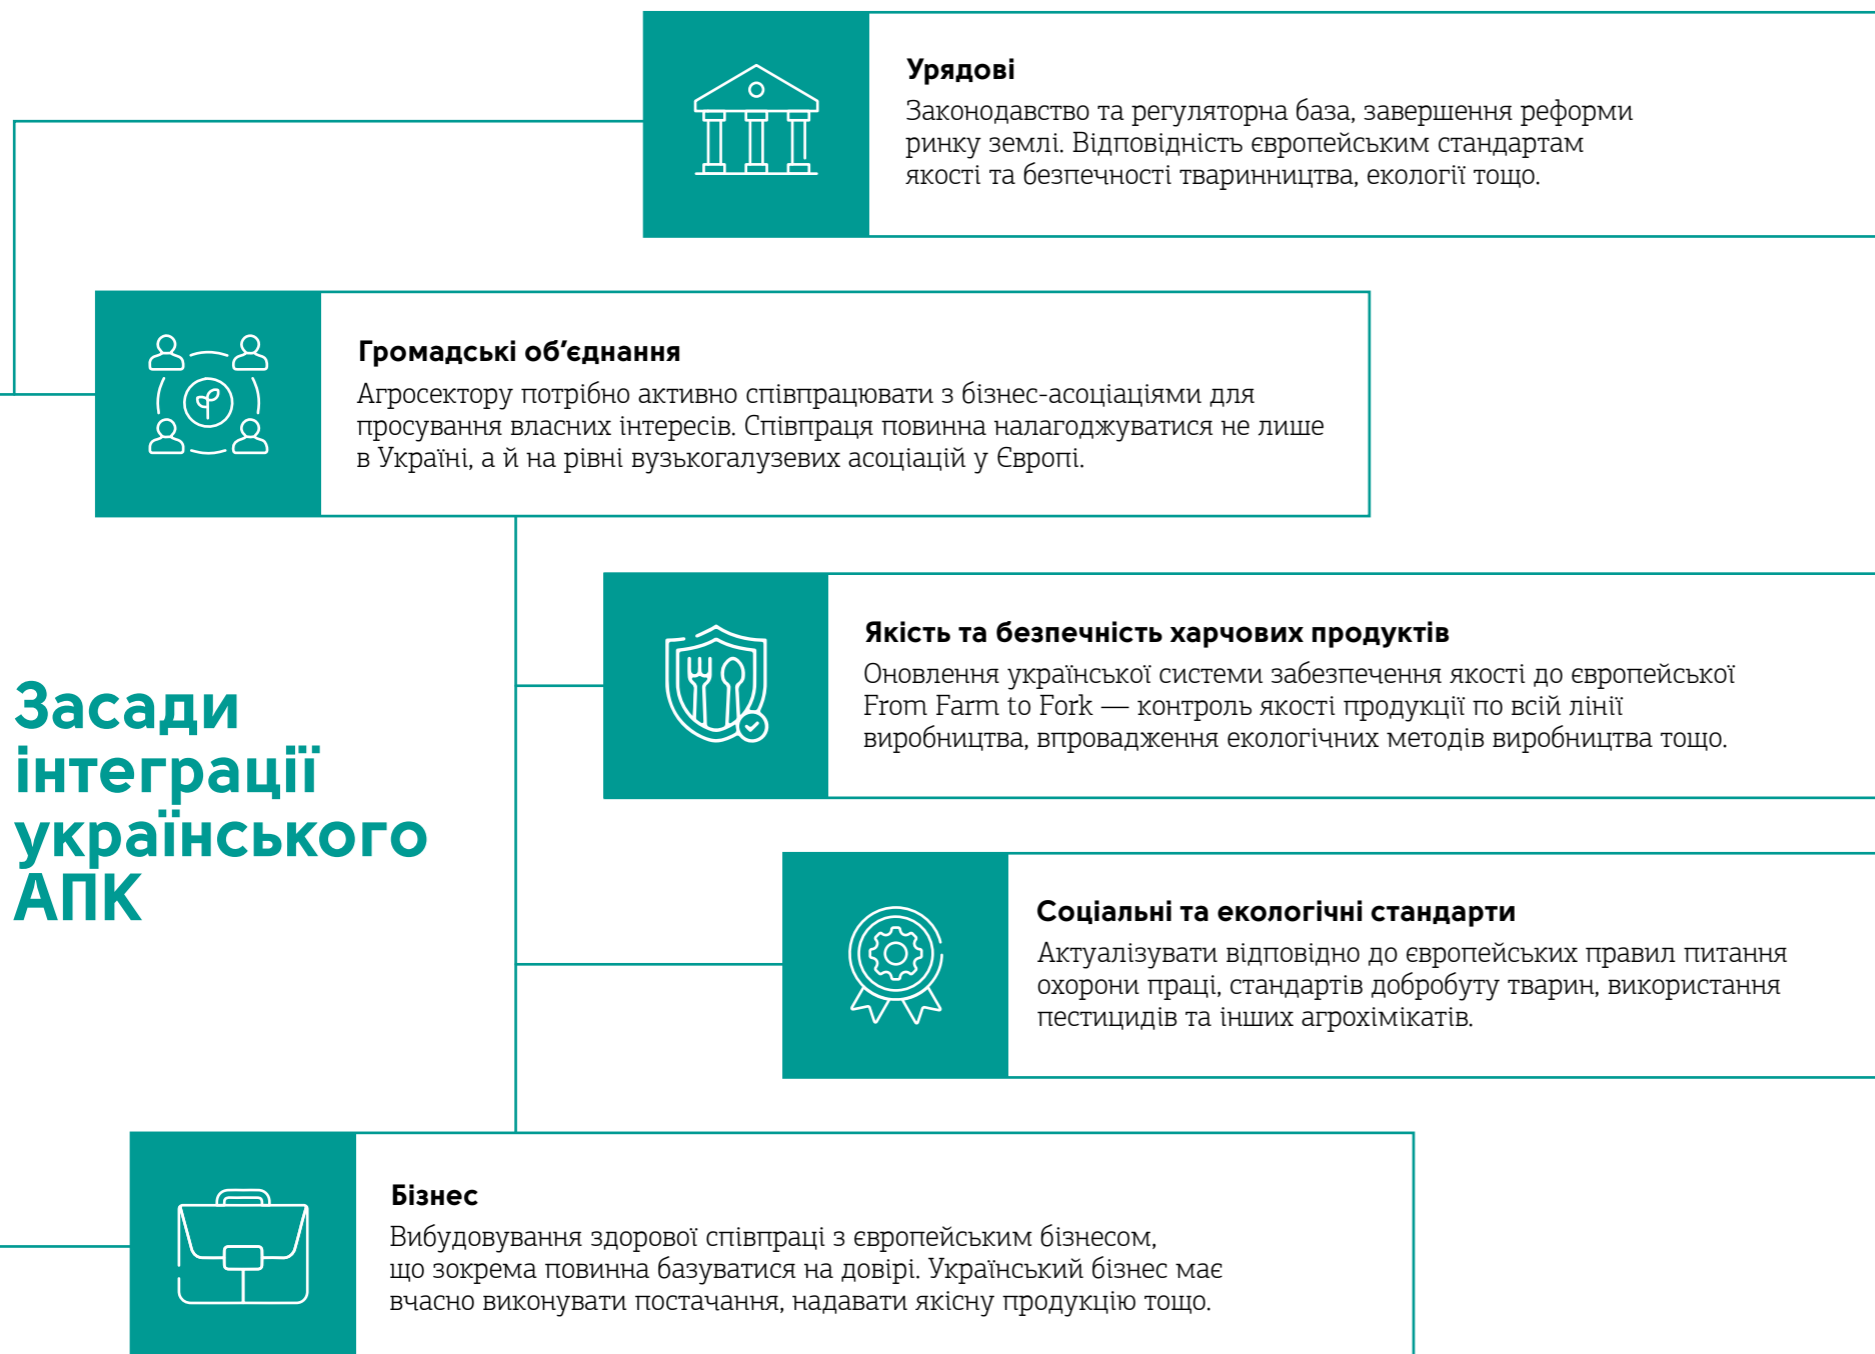 Урядові
Законодавство та регуляторна база, завершення реформи
ринку землі. Відповідність європейським стандартам
якості та безпечності тваринництва, екології тощо.
Громадські об’єднання
Агросектору потрібно активно співпрацювати з бізнес-асоціаціями для
просування власних інтересів. Співпраця повинна налагоджуватися не лише
в Україні, а й на рівні вузькогалузевих асоціацій у Європі.
Засади
інтеграції
українського
АПК
Якість та безпечність харчових продуктів
Оновлення української системи забезпечення якості до європейської
From Farm to Fork — контроль якості продукції по всій лінії
виробництва, впровадження екологічних методів виробництва тощо.
Соціальні та екологічні стандарти
Актуалізувати відповідно до європейських правил питання
охорони праці, стандартів добробуту тварин, використання
пестицидів та інших агрохімікатів.
Бізнес
Вибудовування здорової співпраці з європейським бізнесом,
що зокрема повинна базуватися на довірі. Український бізнес має
вчасно виконувати постачання, надавати якісну продукцію тощо.